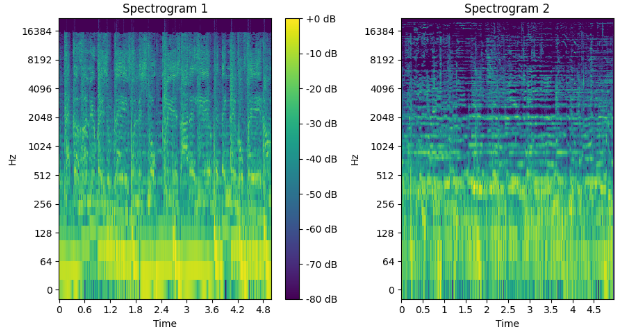 Spectrogram 1
Spectrogram 2
16384
8192
4096
2048
1024
512
256
128
64
0
Hz
0
0.6
1.2
1.8
2.4
3
3.6
4.2
4.8
Time
+0 dB
-10 dB
-20 dB
-30 dB
-40 dB
-50 dB
-60 dB
-70 dB
-80 dB
16384
8192
4096
2048
1024
512
256
128
64
0
Hz
0
0.5
1
1.5
2
2.5
3
3.5
4
4.5
Time